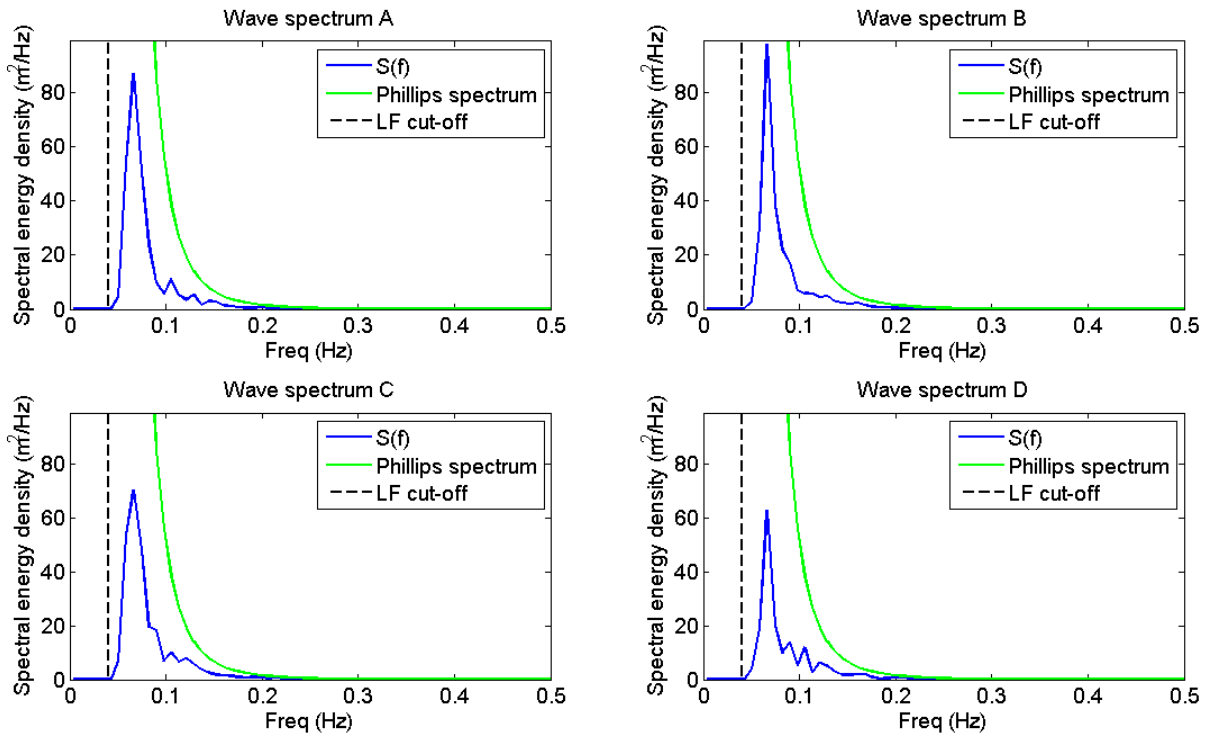 Wave spectrum A
Spectral energy density (m²/Hz)
80
60
40
20
0
0 0.1 0.2 0.3 0.4 0.5
Freq (Hz)
S(f)
Phillips spectrum
LF cut-off
Wave spectrum B
Spectral energy density (m²/Hz)
80
60
40
20
0
0 0.1 0.2 0.3 0.4 0.5
Freq (Hz)
S(f)
Phillips spectrum
LF cut-off
Wave spectrum C
Spectral energy density (m²/Hz)
80
60
40
20
0
0 0.1 0.2 0.3 0.4 0.5
Freq (Hz)
S(f)
Phillips spectrum
LF cut-off
Wave spectrum D
Spectral energy density (m²/Hz)
80
60
40
20
0
0 0.1 0.2 0.3 0.4 0.5
Freq (Hz)
S(f)
Phillips spectrum
LF cut-off